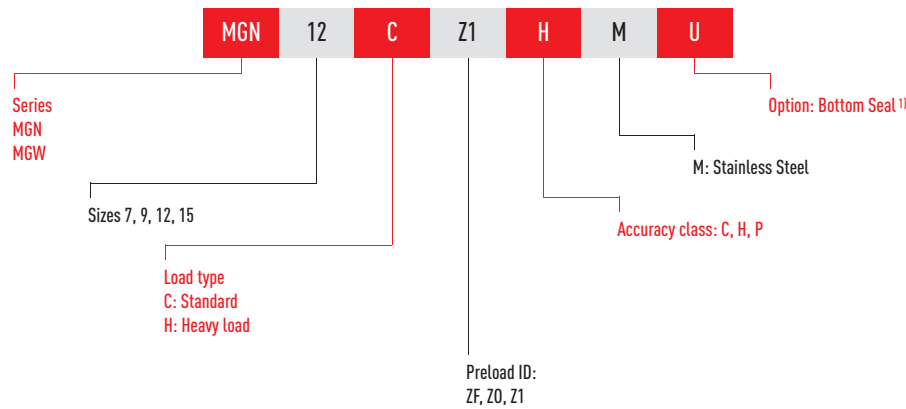 MGN 12 C Z1 H M U
Series
MGN
MGW
Option: Bottom Seal 1)
M: Stainless Steel
Sizes 7, 9, 12, 15
Accuracy class: C, H, P
Load type
C: Standard
H: Heavy load
Preload ID:
ZF, Z0, Z1